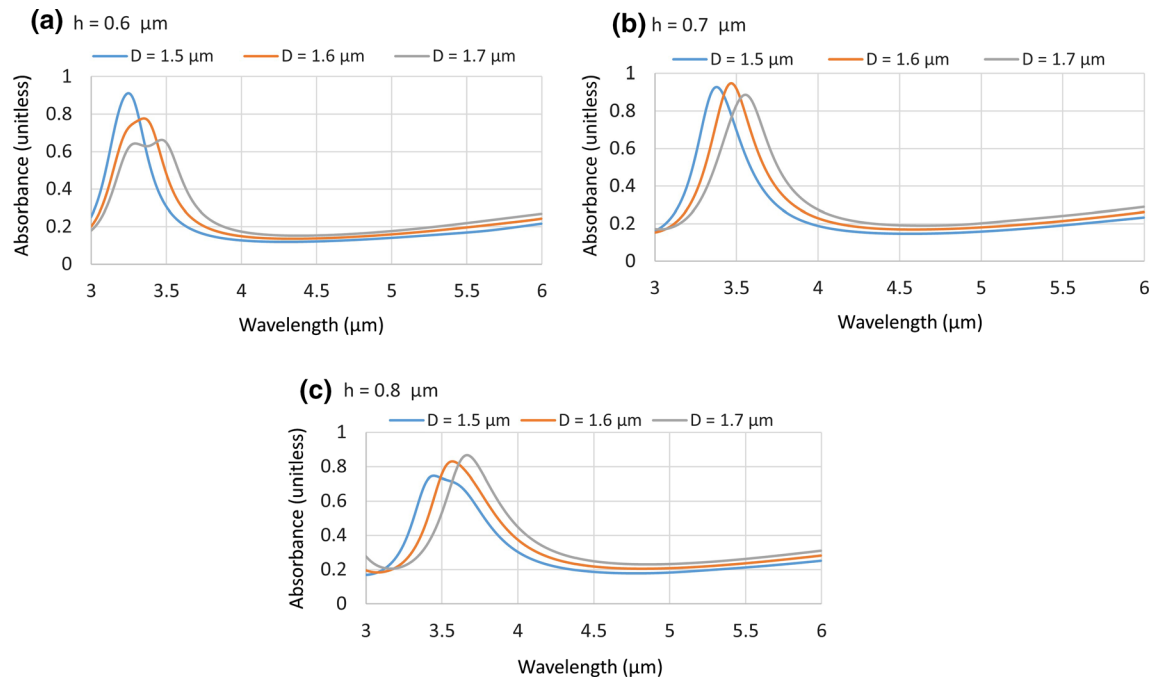 (a) h = 0.6 μm
D = 1.5 μm D = 1.6 μm D = 1.7 μm
Absorbance (unitless)
1
0.8
0.6
0.4
0.2
0
3 3.5 4 4.5 5 5.5 6
Wavelength (μm)
(b) h = 0.7 μm
D = 1.5 μm D = 1.6 μm D = 1.7 μm
Absorbance (unitless)
1
0.8
0.6
0.4
0.2
0
3 3.5 4 4.5 5 5.5 6
Wavelength (μm)
(c) h = 0.8 μm
D = 1.5 μm D = 1.6 μm D = 1.7 μm
Absorbance (unitless)
1
0.8
0.6
0.4
0.2
0
3 3.5 4 4.5 5 5.5 6
Wavelength (μm)